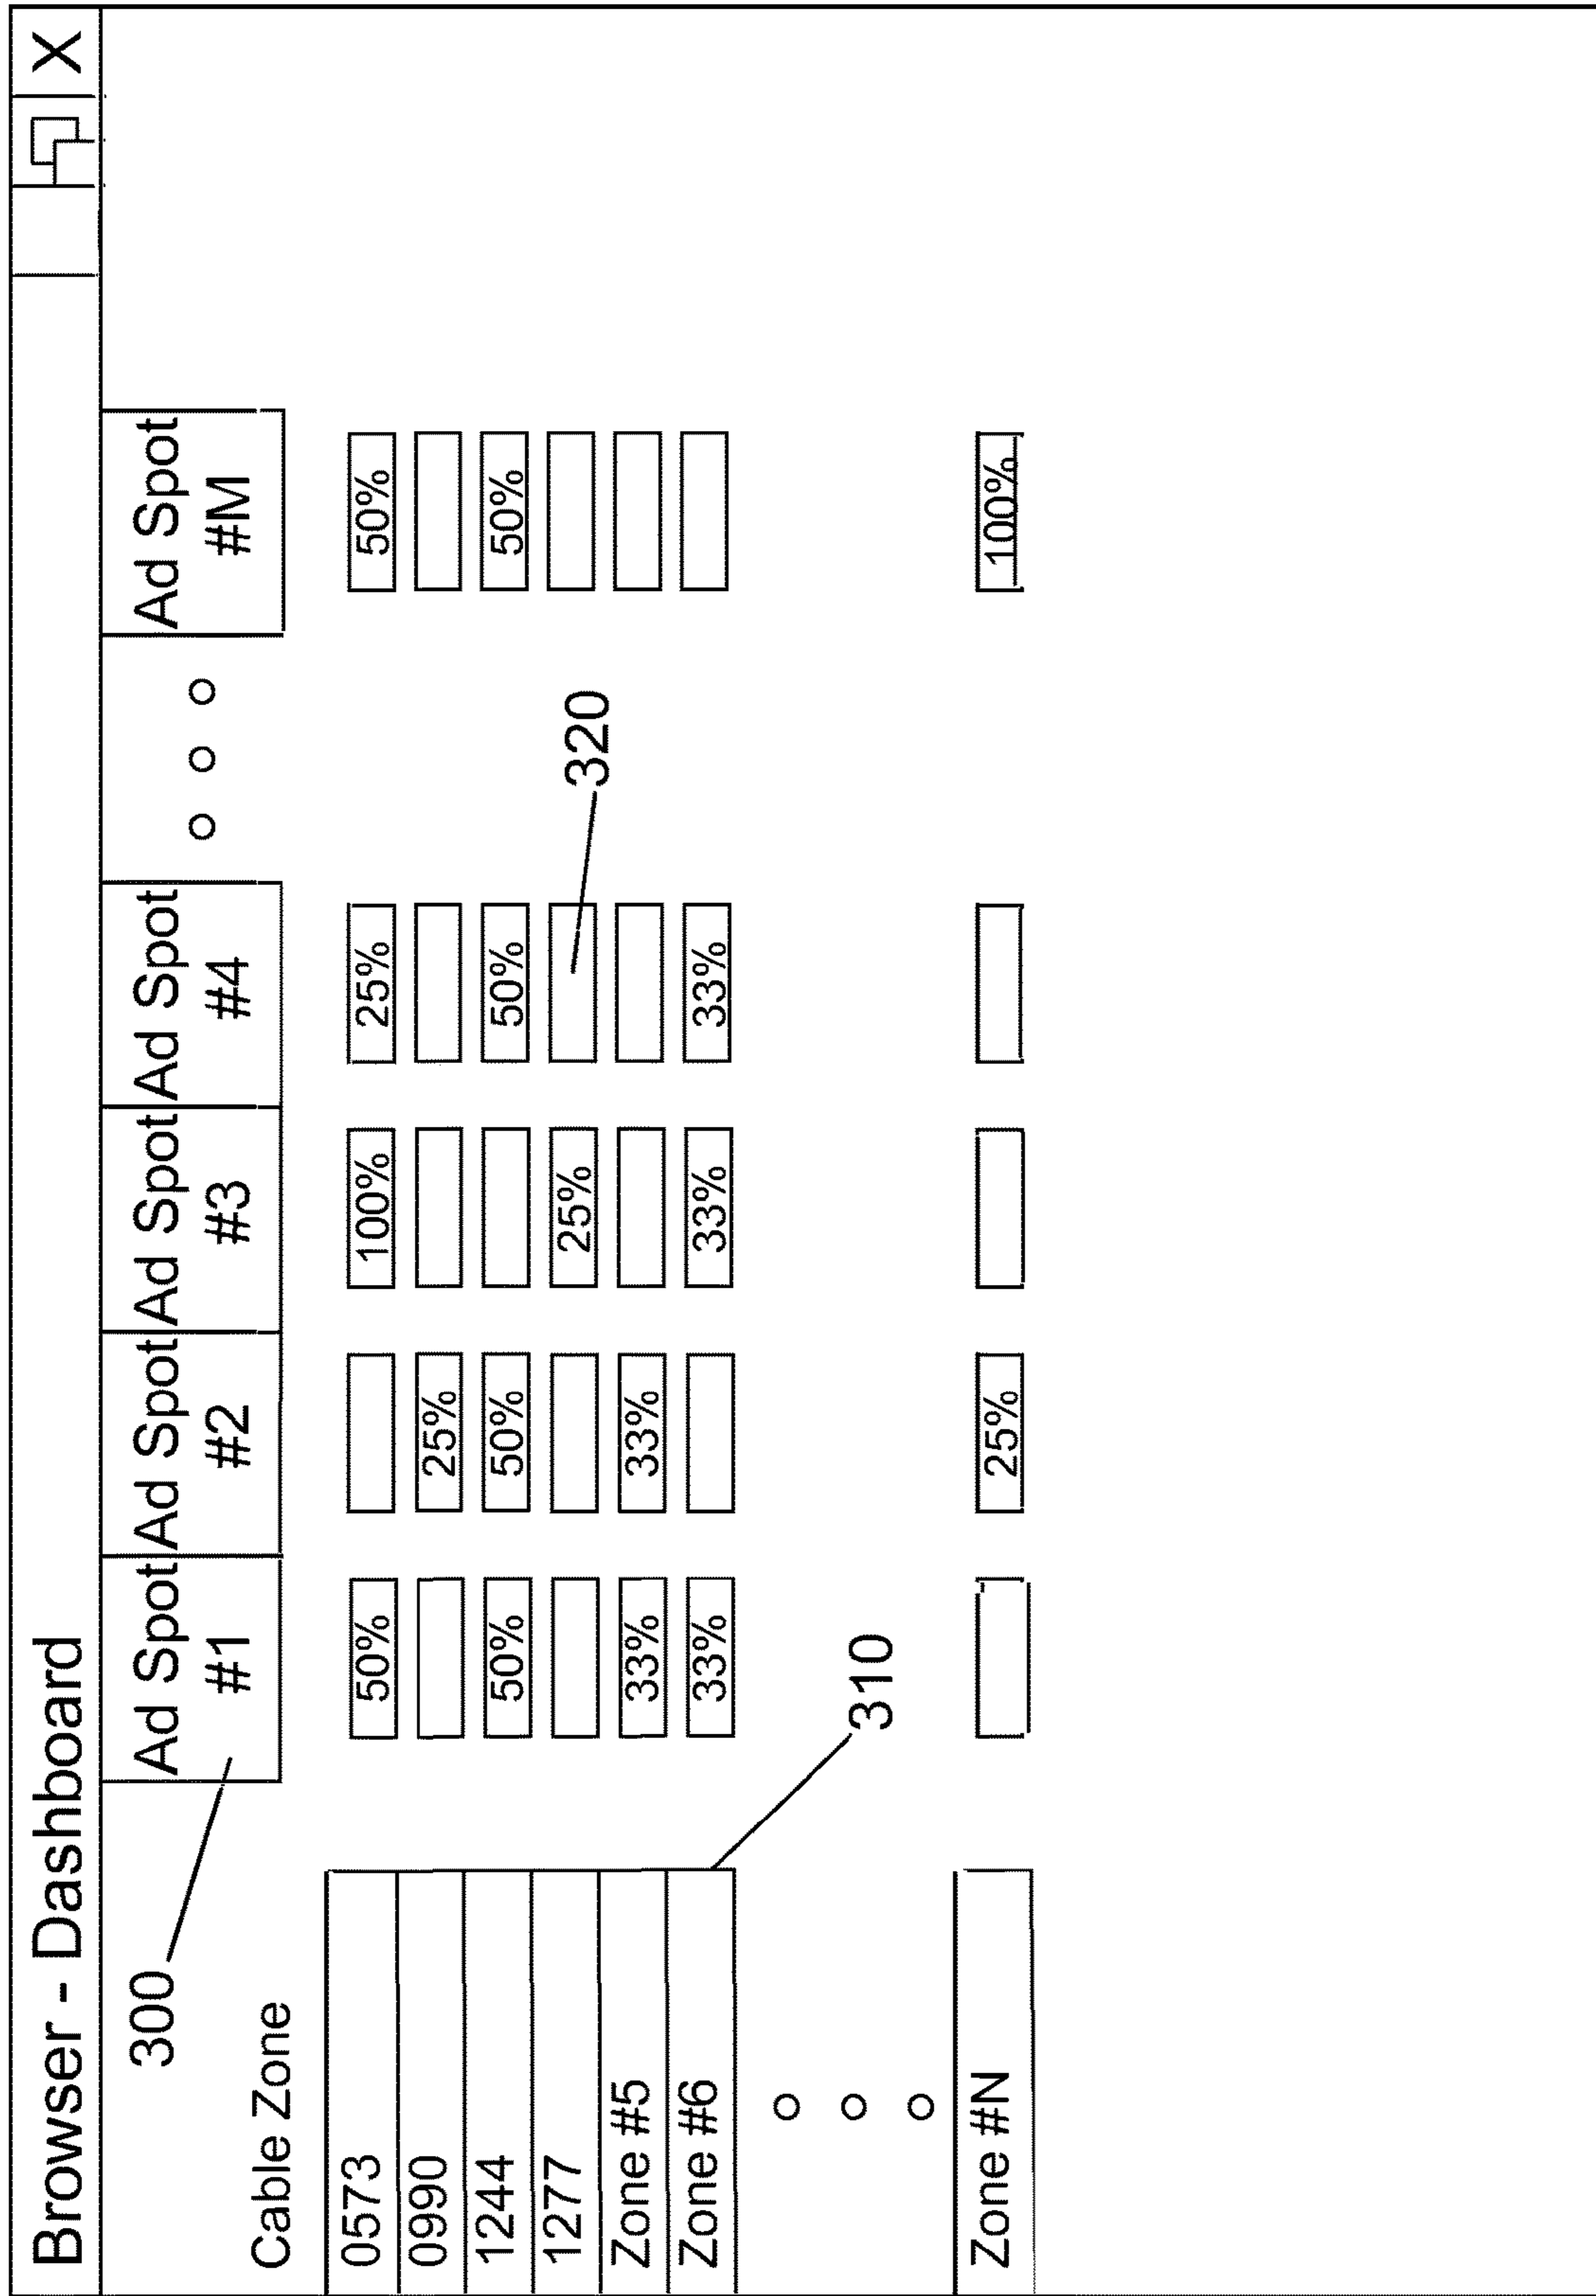 Browser - Dashboard X
300
Ad Spot #1 Ad Spot #2 Ad Spot #3 Ad Spot #4 Ad Spot #M
Cable Zone
0573 50% 100% 25% 50%
0990 25%
1244 50% 50% 50% 50%
1277 25% 320
Zone #5 33% 33%
Zone #6 33% 33% 33%
310
Zone #N 25% 100%